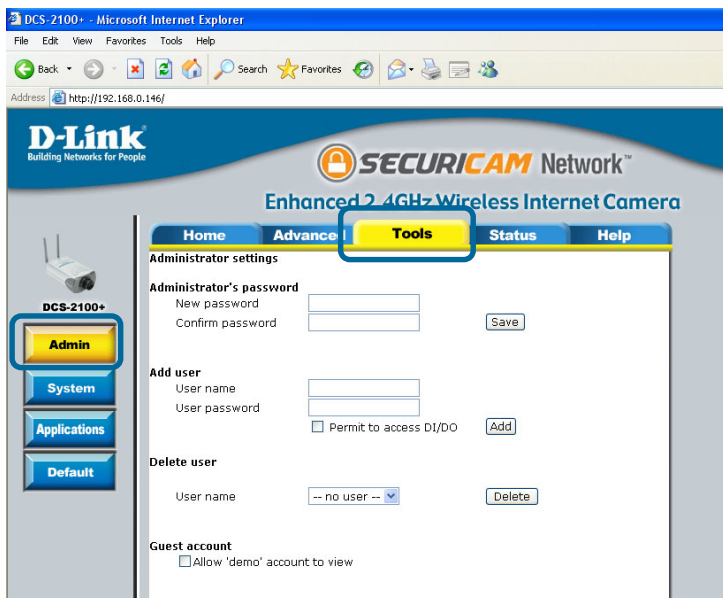 DCS-2100+ - Microsoft Internet Explorer
File Edit View Favorites Tools Help
Back Search Favorites
Address http://192.168.0.146/
D-Link
Building Networks for People
SECURICAM Network™
Enhanced 2.4GHz Wireless Internet Camera
Home Advanced Tools Status Help
DCS-2100+
Admin
System
Applications
Default
Administrator settings
Administrator's password
New password
Confirm password Save
Add user
User name
User password
Permit to access DI/DO Add
Delete user
User name -- no user -- Delete
Guest account
Allow 'demo' account to view